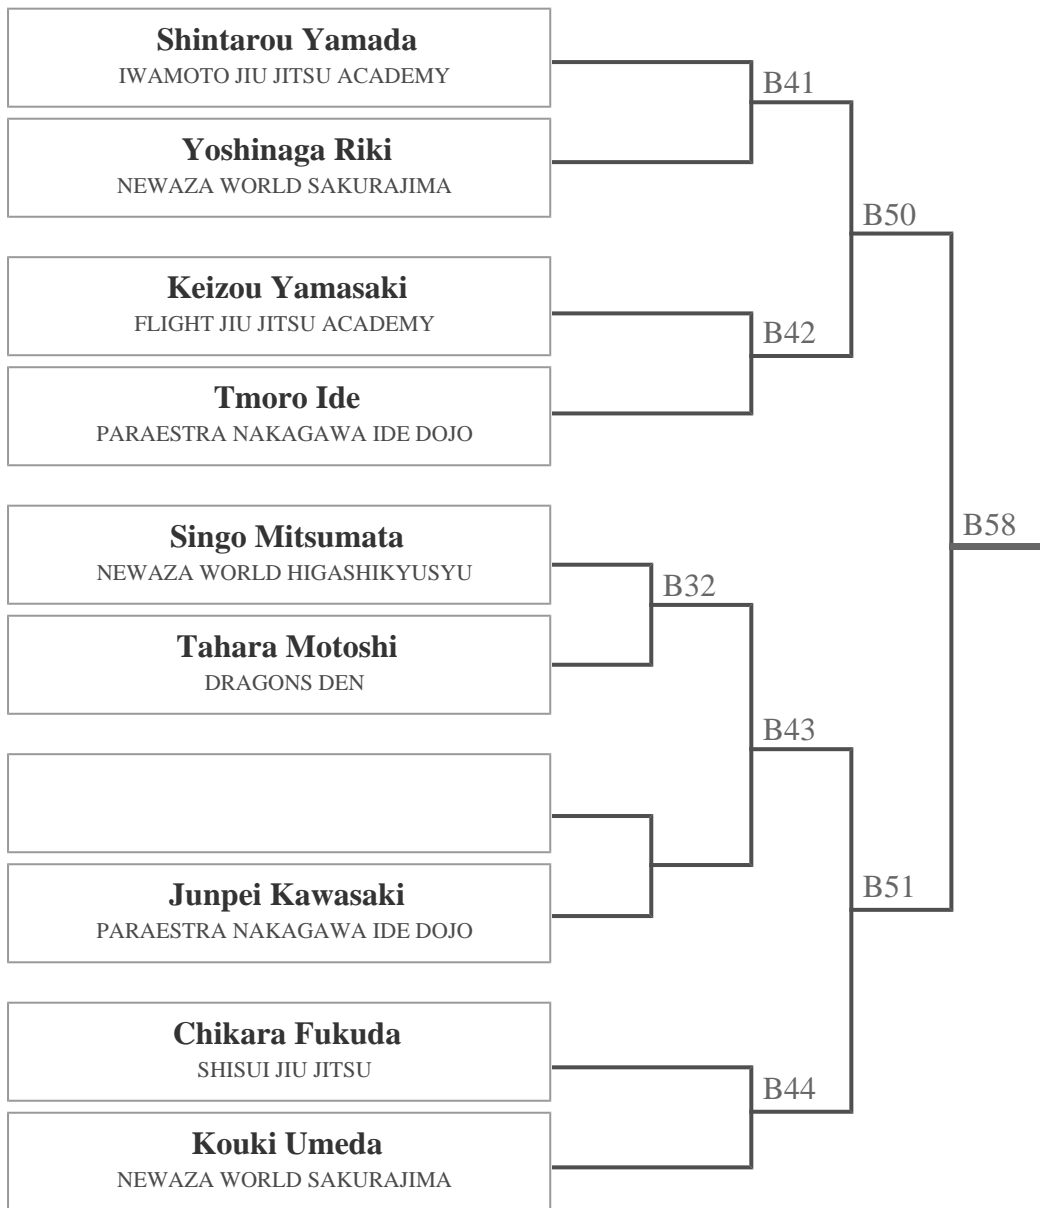 Shintarou Yamada
IWAMOTO JIU JITSU ACADEMY
B41
Yoshinaga Riki
NEWAZA WORLD SAKURAJIMA
B50
Keizou Yamasaki
FLIGHT JIU JITSU ACADEMY
B42
Tmoro Ide
PARAESTRA NAKAGAWA IDE DOJO
Singo Mitsumata
NEWAZA WORLD HIGASHIKYUSYU
B58
B32
Tahara Motoshi
DRAGONS DEN
B43
Junpei Kawasaki
PARAESTRA NAKAGAWA IDE DOJO
B51
Chikara Fukuda
SHISUI JIU JITSU
B44
Kouki Umeda
NEWAZA WORLD SAKURAJIMA